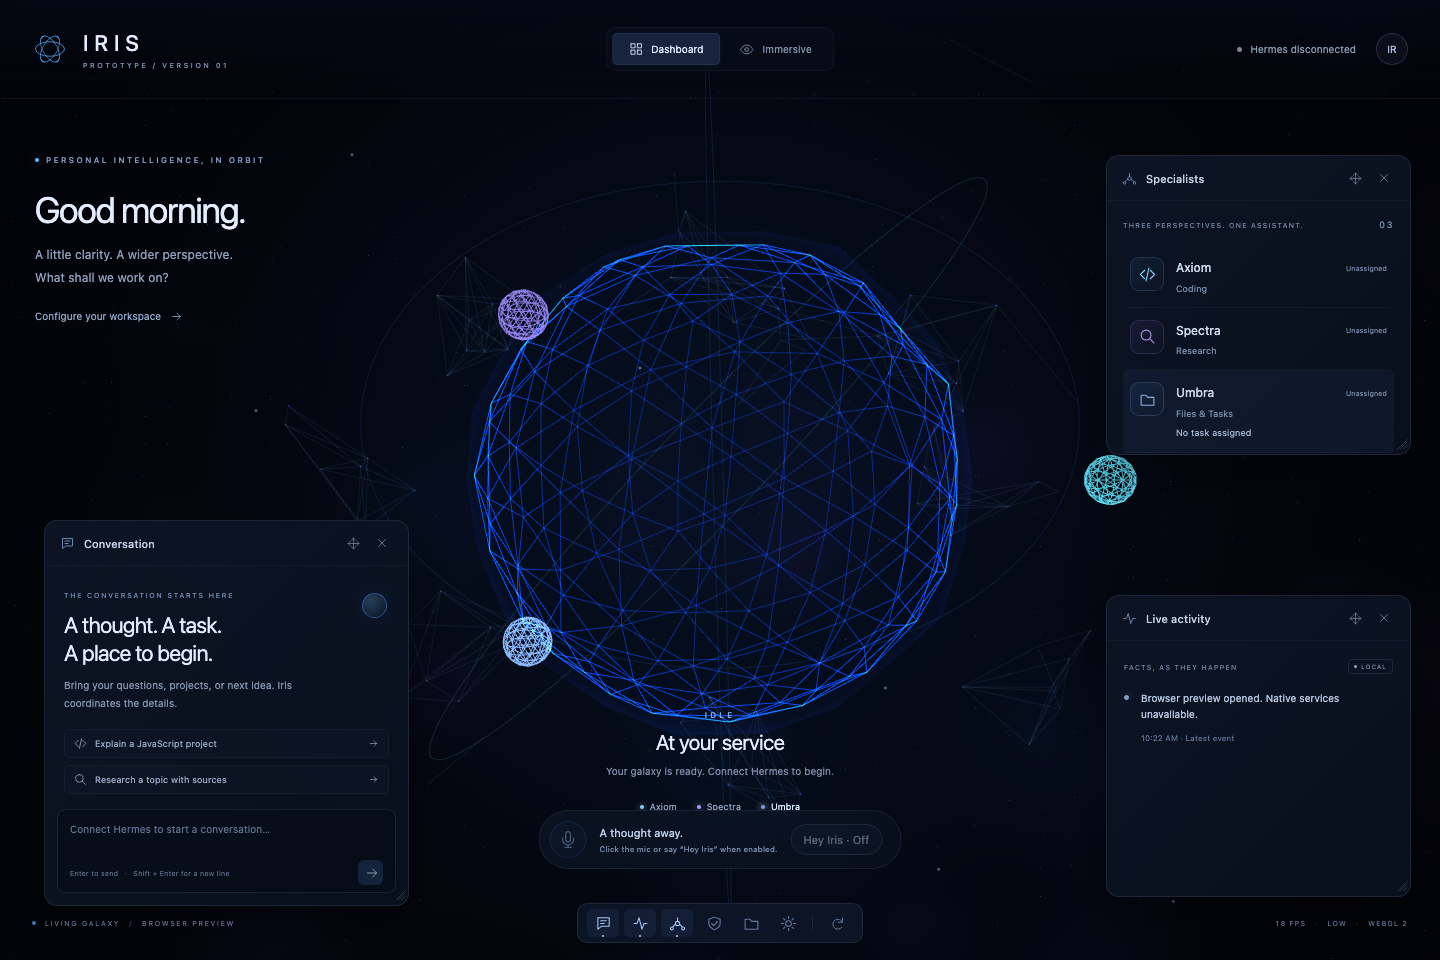 IRIS
PROTOTYPE / VERSION 01
Dashboard
Immersive
Hermes disconnected
IR
PERSONAL INTELLIGENCE, IN ORBIT
Good morning.
A little clarity. A wider perspective.
What shall we work on?
Configure your workspace
Specialists
THREE PERSPECTIVES. ONE ASSISTANT.
03
Axiom
Unassigned
Coding
Spectra
Unassigned
Research
Umbra
Unassigned
Files & Tasks
No task assigned
Conversation
THE CONVERSATION STARTS HERE
A thought. A task.
A place to begin.
Bring your questions, projects, or next idea. Iris
coordinates the details.
Explain a JavaScript project
Research a topic with sources
Connect Hermes to start a conversation...
Enter to send · Shift + Enter for a new line
IDLE
At your service
Your galaxy is ready. Connect Hermes to begin.
Axiom
Spectra
Umbra
A thought away.
Click the mic or say "Hey Iris" when enabled.
Hey Iris · Off
Live activity
FACTS, AS THEY HAPPEN
LOCAL
Browser preview opened. Native services
unavailable.
10:22 AM · Latest event
LIVING GALAXY / BROWSER PREVIEW
18 FPS · LOW · WEBGL 2